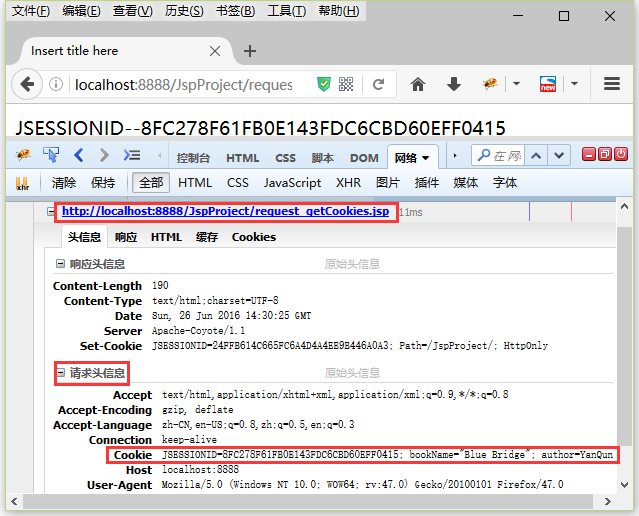 文件(F) 编辑(E) 查看(V) 历史(S) 书签(B) 工具(T) 帮助(H)
Insert title here
localhost:8888/JspProject/reques
new
JSESSIONID--8FC278F61FB0E143FDC6CBD60EFF0415
控制台 HTML CSS 脚本 DOM 网络 在 网
xhr 清除 保持 全部 HTML CSS JavaScript XHR 图片 插件 媒体 字体
http://localhost:8888/JspProject/request_getCookies.jsp 11ms
头信息 响应 HTML 缓存 Cookies
响应头信息 原始头信息
Content-Length 190
Content-Type text/html;charset=UTF-8
Date Sun, 26 Jun 2016 14:30:25 GMT
Server Apache-Coyote/1.1
Set-Cookie JSESSIONID=24FFB614C665FC6A4D4A4EE9B446A0A3; Path=/JspProject/; HttpOnly
请求头信息 原始头信息
Accept text/html,application/xhtml+xml,application/xml;q=0.9,*/*;q=0.8
Accept-Encoding gzip, deflate
Accept-Language zh-CN,en-US;q=0.8,zh;q=0.5,en;q=0.3
Connection keep-alive
Cookie JSESSIONID=8FC278F61FB0E143FDC6CBD60EFF0415; bookName="Blue Bridge"; author=YanQun
Host localhost:8888
User-Agent Mozilla/5.0 (Windows NT 10.0; WOW64; rv:47.0) Gecko/20100101 Firefox/47.0